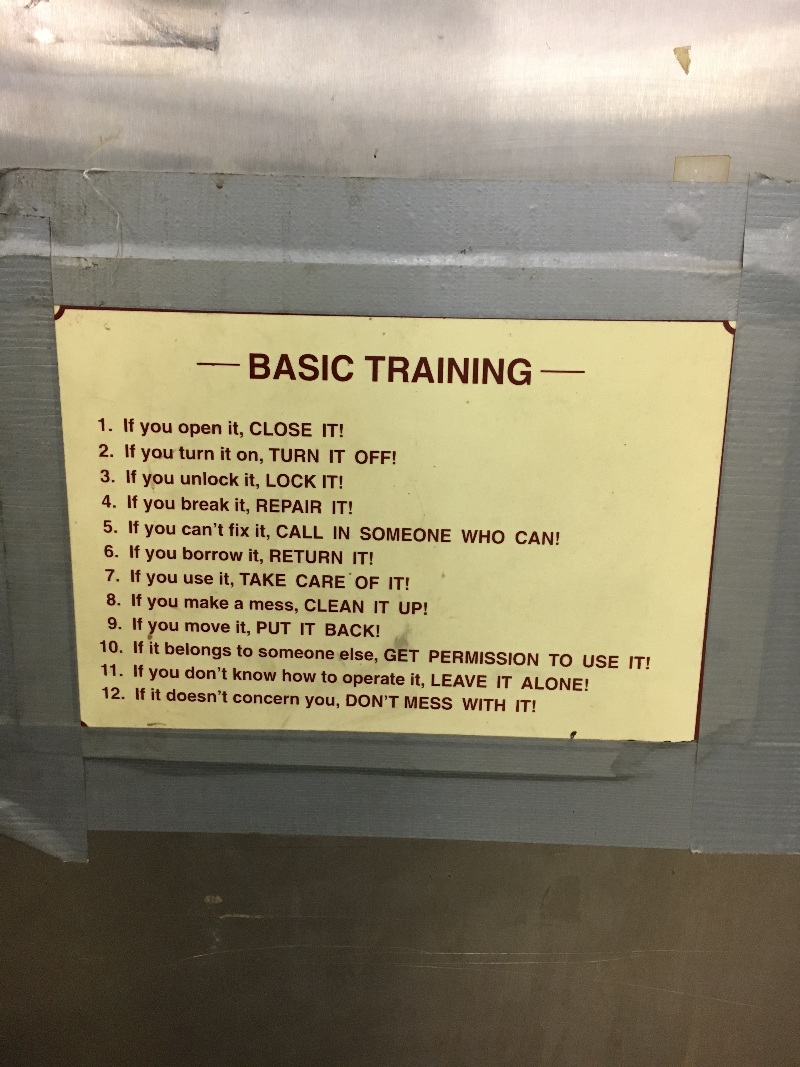 — BASIC TRAINING —
1. If you open it, CLOSE IT!
2. If you turn it on, TURN IT OFF!
3. If you unlock it, LOCK IT!
4. If you break it, REPAIR IT!
5. If you can't fix it, CALL IN SOMEONE WHO CAN!
6. If you borrow it, RETURN IT!
7. If you use it, TAKE CARE OF IT!
8. If you make a mess, CLEAN IT UP!
9. If you move it, PUT IT BACK!
10. If it belongs to someone else, GET PERMISSION TO USE IT!
11. If you don't know how to operate it, LEAVE IT ALONE!
12. If it doesn't concern you, DON'T MESS WITH IT!